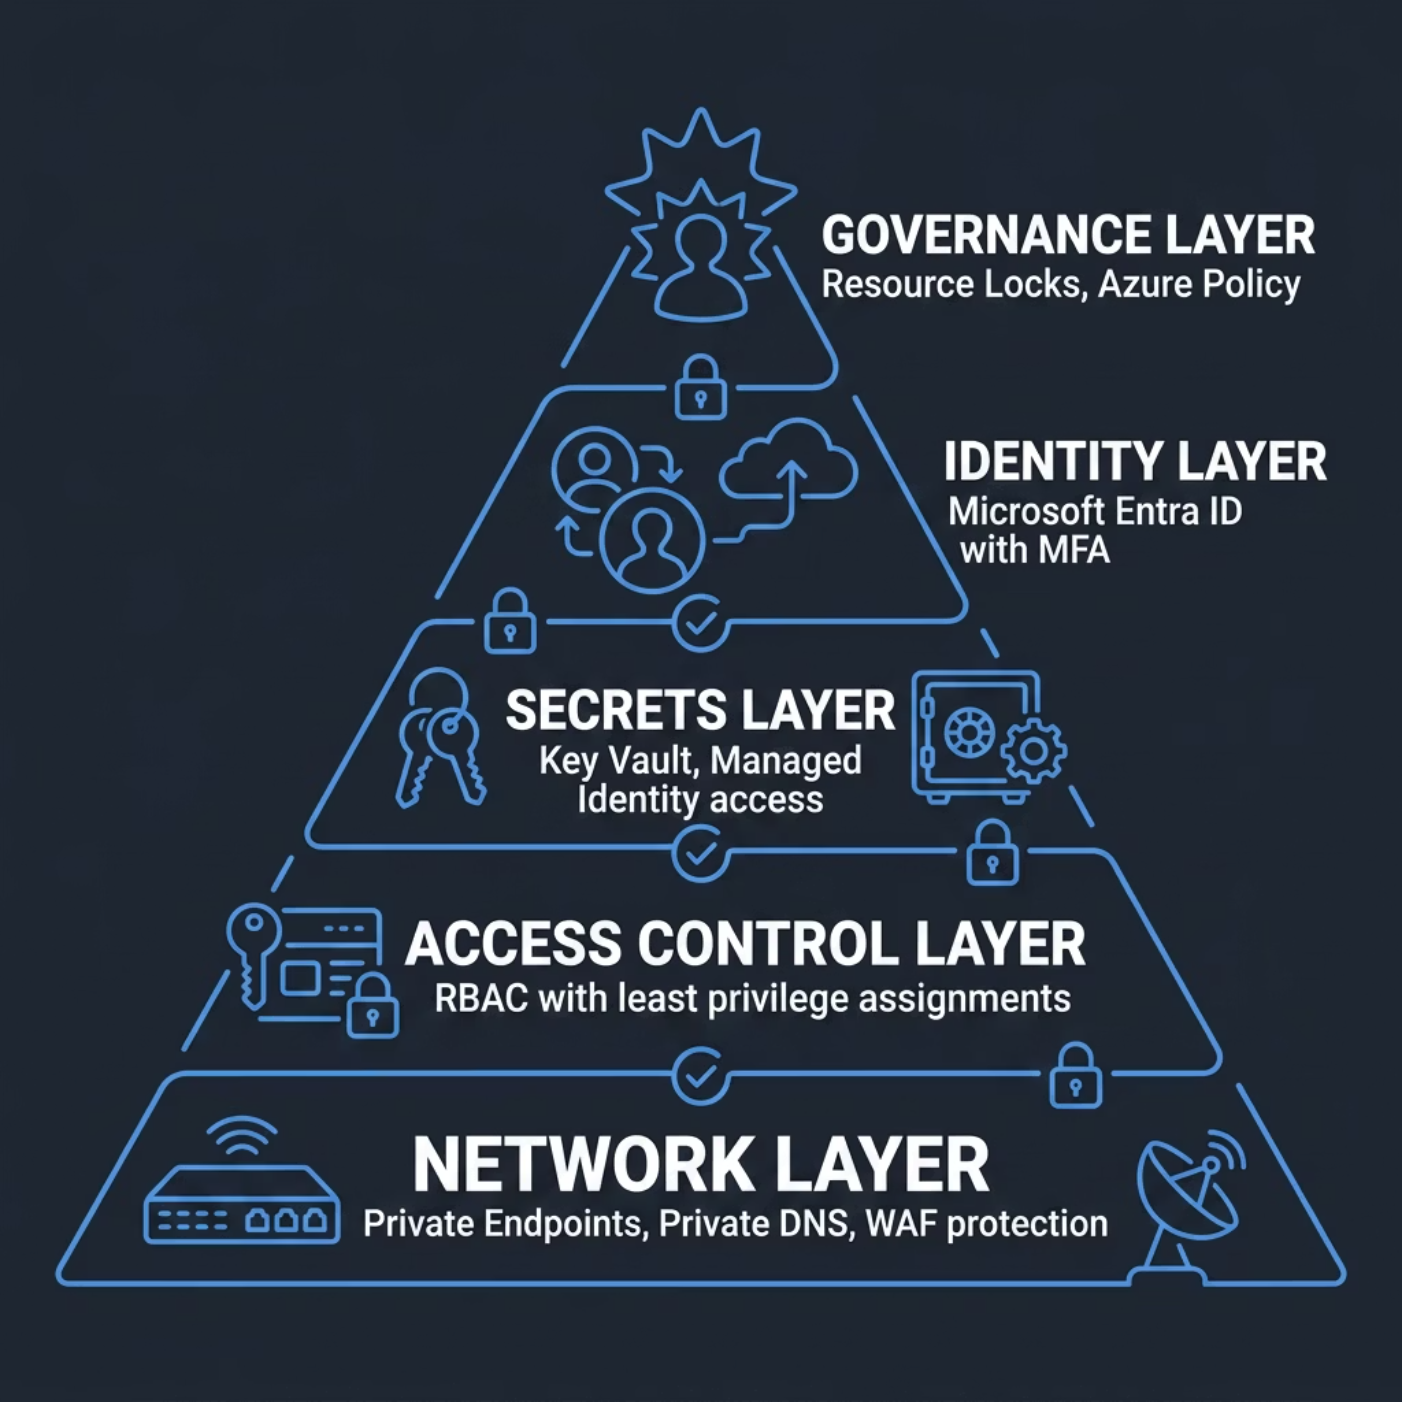 GOVERNANCE LAYER
Resource Locks, Azure Policy
IDENTITY LAYER
Microsoft Entra ID
with MFA
SECRETS LAYER
Key Vault, Managed
Identity access
ACCESS CONTROL LAYER
RBAC with least privilege assignments
NETWORK LAYER
Private Endpoints, Private DNS, WAF protection